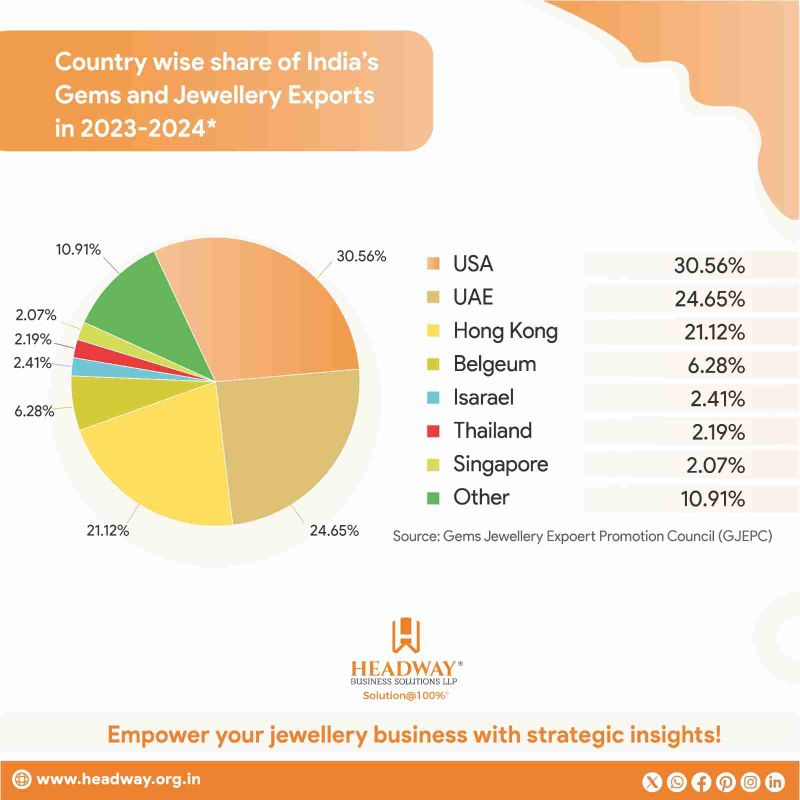 Country wise share of India's
Gems and Jewellery Exports
in 2023-2024*
10.91%
30.56%
2.07%
2.19%
2.41%
6.28%
21.12%
24.65%
USA 30.56%
UAE 24.65%
Hong Kong 21.12%
Belgeum 6.28%
Isarael 2.41%
Thailand 2.19%
Singapore 2.07%
Other 10.91%
Source: Gems Jewellery Expoert Promotion Council (GJEPC)
HEADWAY®
BUSINESS SOLUTIONS LLP
Solution@100%®
Empower your jewellery business with strategic insights!
www.headway.org.in